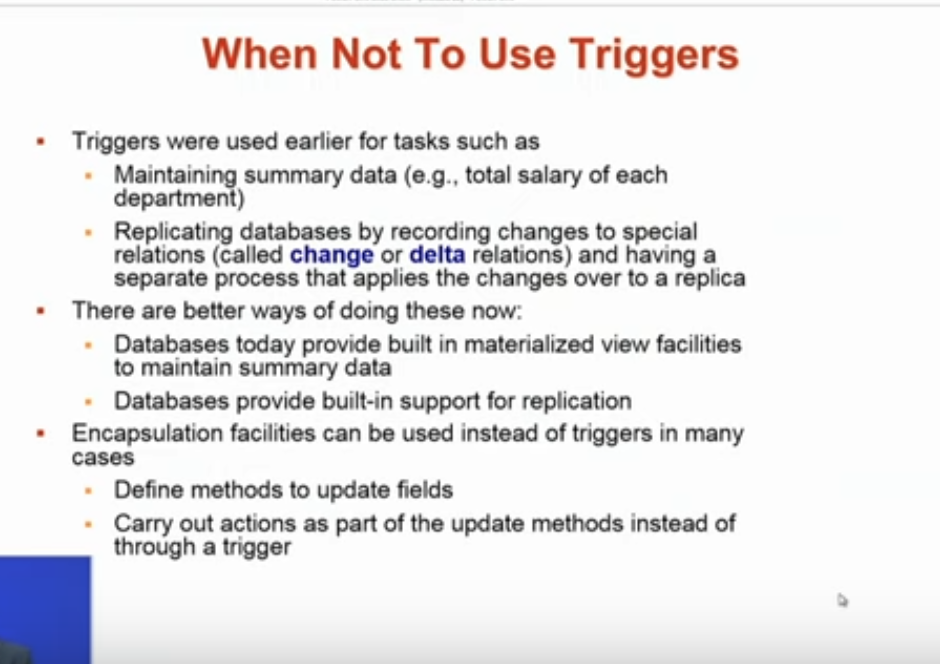 When Not To Use Triggers
▪ Triggers were used earlier for tasks such as
▪ Maintaining summary data (e.g., total salary of each
department)
▪ Replicating databases by recording changes to special
relations (called change or delta relations) and having a
separate process that applies the changes over to a replica
▪ There are better ways of doing these now:
▪ Databases today provide built in materialized view facilities
to maintain summary data
▪ Databases provide built-in support for replication
▪ Encapsulation facilities can be used instead of triggers in many
cases
▪ Define methods to update fields
▪ Carry out actions as part of the update methods instead of
through a trigger